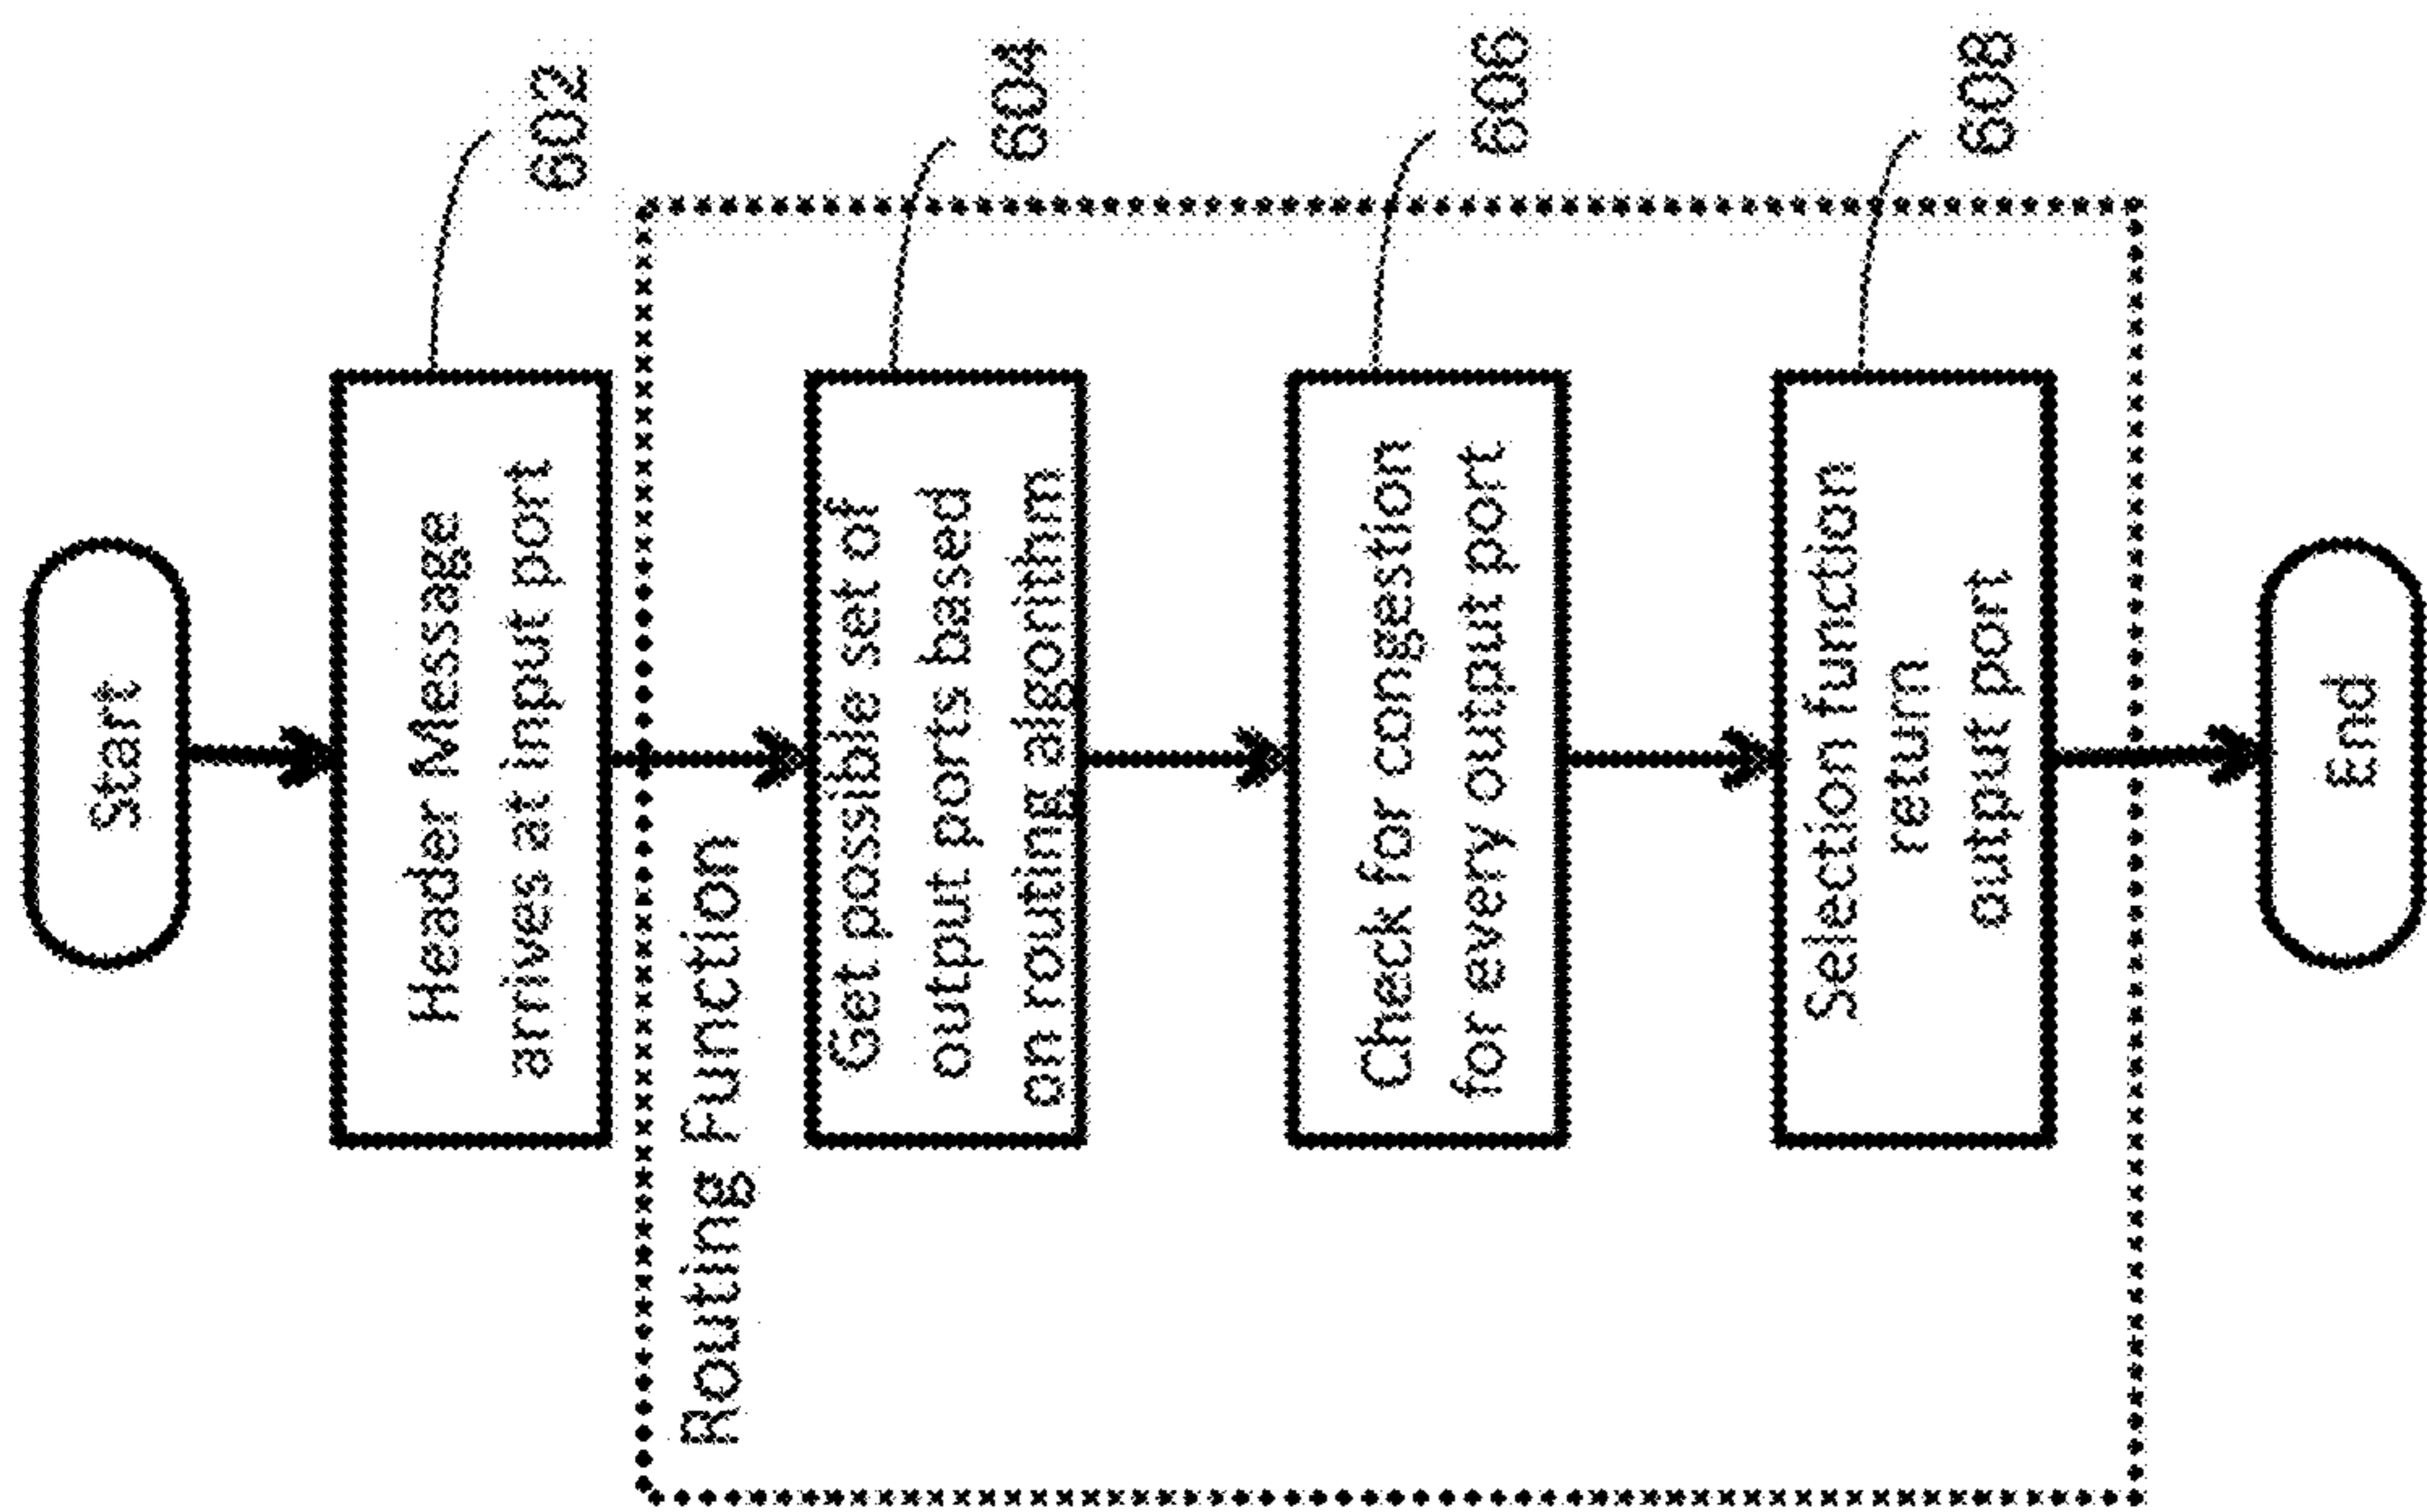 Start
Header Message
arrives at input port
602
Routing Function
Get possible set of
output ports based
on routing algorithm
604
Check for congestion
for every output port
606
Selection function
return
output port
608
End